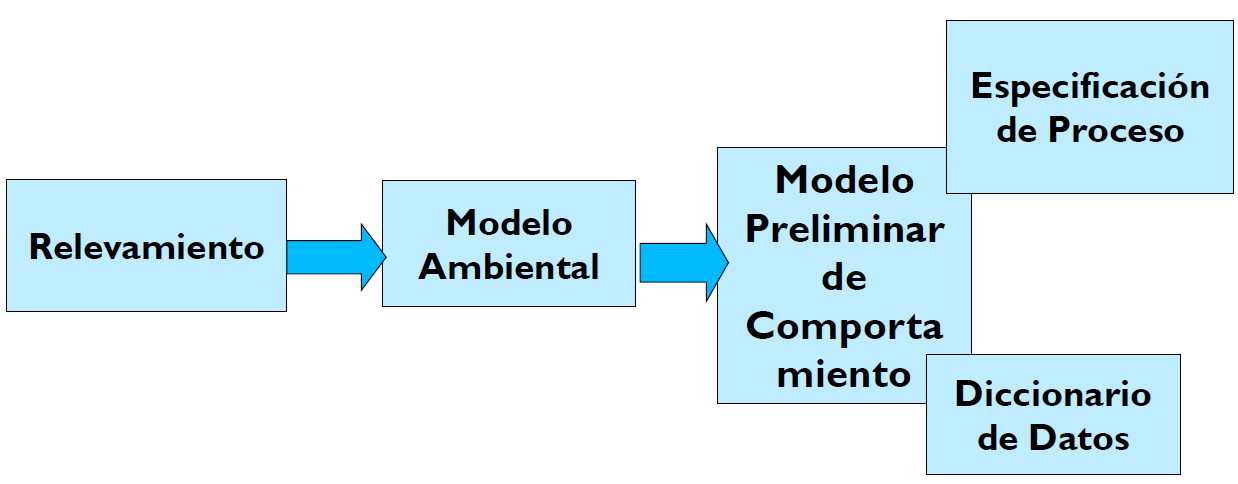 Relevamiento
Modelo
Ambiental
Modelo
Preliminar
de
Comporta
miento
Especificación
de Proceso
Diccionario
de Datos